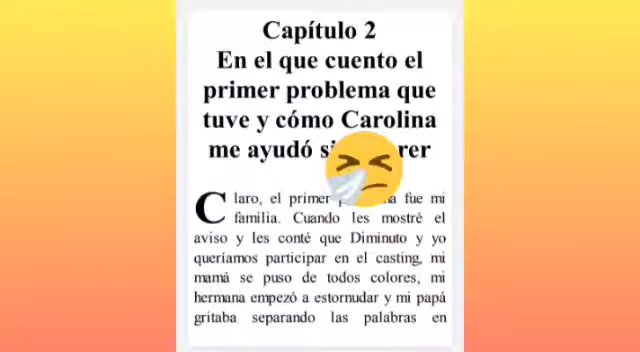 Capítulo 2
En el que cuento el
primer problema que
tuve y cómo Carolina
me ayudó rer
Claro, el primer fue mi
familia. Cuando les mostré el
aviso y les conté que Diminuto y yo
queríamos participar en el casting, mi
mamá se puso de todos colores, mi
hermana empezó a estornudar y mi papá
gritaba separando las palabras en